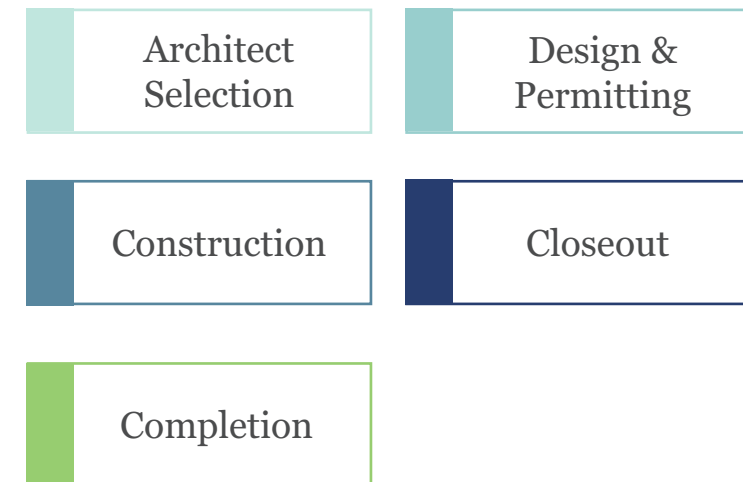 Architect
Selection
Design &
Permitting
Construction
Closeout
Completion